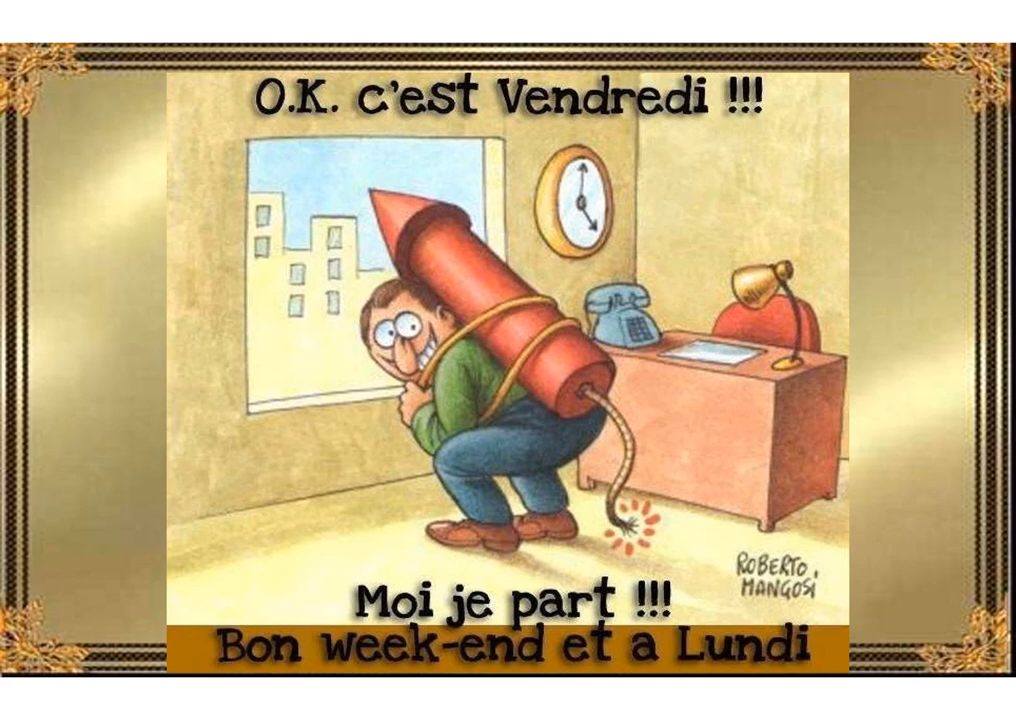 O.K. c'est Vendredi !!!
ROBERTO,
MANGOSI
Moi je part !!!
Bon week-end et a Lundi